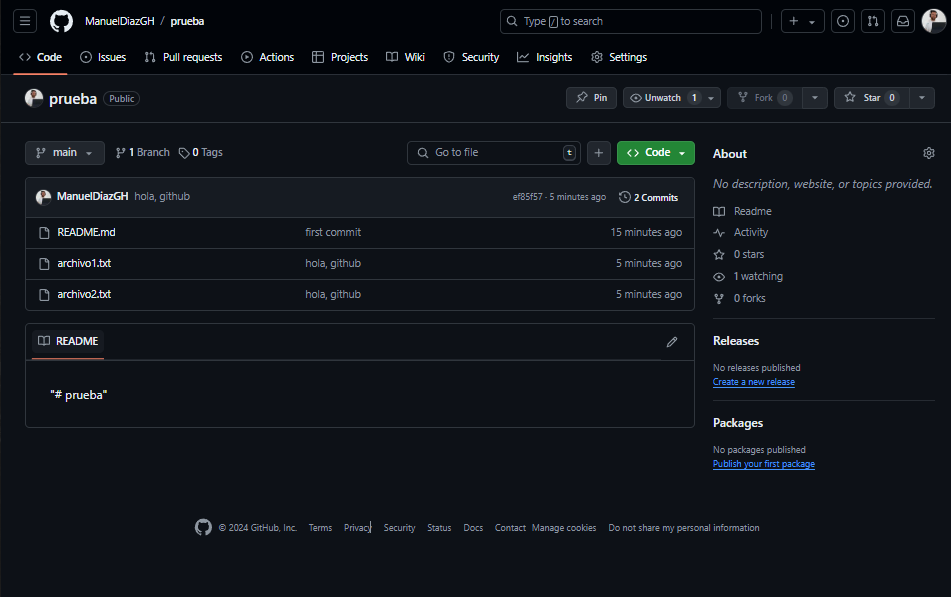 ManuelDiazGH / prueba
Type / to search
Code Issues Pull requests Actions Projects Wiki Security Insights Settings
prueba Public
Pin Unwatch 1 Fork 0 Star 0
main 1 Branch 0 Tags
Go to file t
Code
ManuelDiazGH hola, github
ef85f57 · 5 minutes ago 2 Commits
README.md first commit 15 minutes ago
archivo1.txt hola, github 5 minutes ago
archivo2.txt hola, github 5 minutes ago
README
"# prueba"
About
No description, website, or topics provided.
Readme
Activity
0 stars
1 watching
0 forks
Releases
No releases published
Create a new release
Packages
No packages published
Publish your first package
© 2024 GitHub, Inc. Terms Privacy Security Status Docs Contact Manage cookies Do not share my personal information